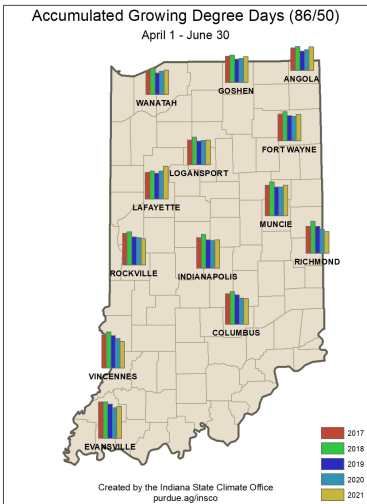 Accumulated Growing Degree Days (86/50)
April 1 - June 30
ANGOLA
GOSHEN
WANATAH
FORT WAYNE
LOGANSPORT
LAFAYETTE
MUNCIE
RICHMOND
ROCKVILLE
INDIANAPOLIS
COLUMBUS
VINCENNES
EVANSVILLE
2017
2018
2019
2020
2021
Created by the Indiana State Climate Office
purdue.ag/insco